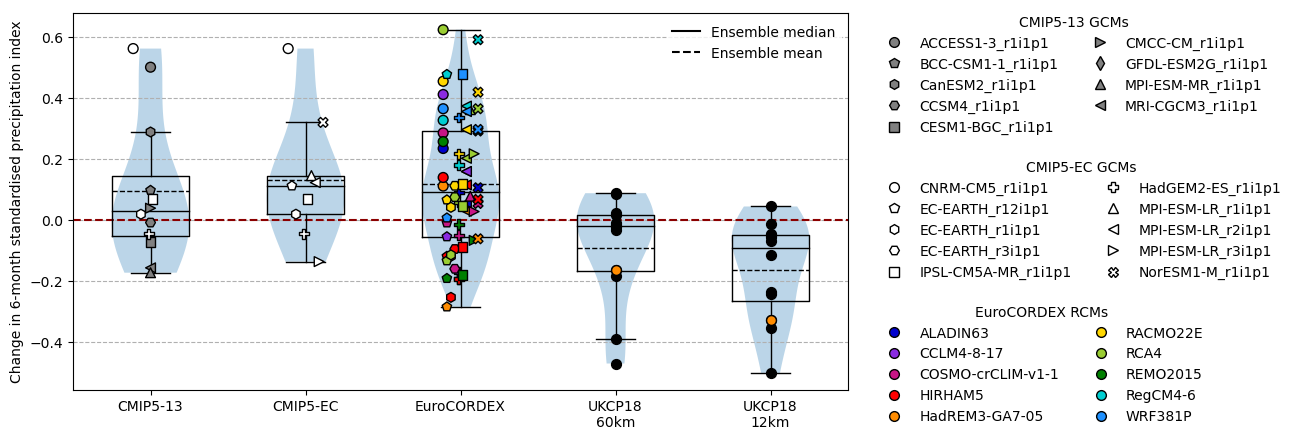 Change in 6-month standardised precipitation index
0.6
0.4
0.2
0.0
−0.2
−0.4
CMIP5-13
CMIP5-EC
EuroCORDEX
UKCP18
60km
UKCP18
12km
Ensemble median
Ensemble mean
CMIP5-13 GCMs
ACCESS1-3_r1i1p1
BCC-CSM1-1_r1i1p1
CanESM2_r1i1p1
CCSM4_r1i1p1
CESM1-BGC_r1i1p1
CMCC-CM_r1i1p1
GFDL-ESM2G_r1i1p1
MPI-ESM-MR_r1i1p1
MRI-CGCM3_r1i1p1
CMIP5-EC GCMs
CNRM-CM5_r1i1p1
EC-EARTH_r12i1p1
EC-EARTH_r1i1p1
EC-EARTH_r3i1p1
IPSL-CM5A-MR_r1i1p1
HadGEM2-ES_r1i1p1
MPI-ESM-LR_r1i1p1
MPI-ESM-LR_r2i1p1
MPI-ESM-LR_r3i1p1
NorESM1-M_r1i1p1
EuroCORDEX RCMs
ALADIN63
CCLM4-8-17
COSMO-crCLIM-v1-1
HIRHAM5
HadREM3-GA7-05
RACMO22E
RCA4
REMO2015
RegCM4-6
WRF381P